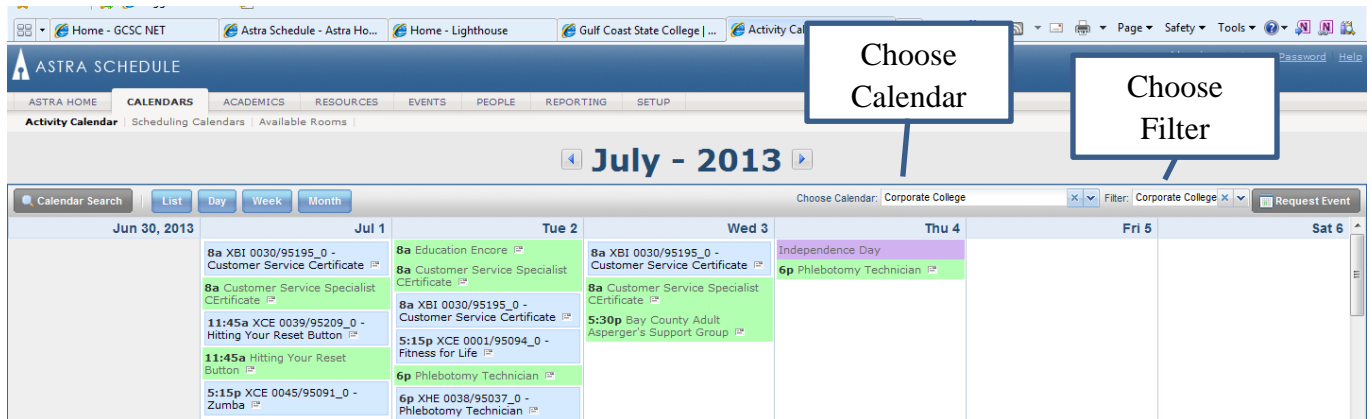 Home - GCSC NET
Astra Schedule - Astra Ho...
Home - Lighthouse
Gulf Coast State College | ...
Activity Cal
Page
Safety
Tools
ASTRA SCHEDULE
Password
Help
Choose
Calendar
Choose
Filter
ASTRA HOME
CALENDARS
ACADEMICS
RESOURCES
EVENTS
PEOPLE
REPORTING
SETUP
Activity Calendar | Scheduling Calendars | Available Rooms |
July - 2013
Calendar Search
List
Day
Week
Month
Choose Calendar: Corporate College
Filter: Corporate College
Request Event
Jun 30, 2013
Jul 1
Tue 2
Wed 3
Thu 4
Fri 5
Sat 6
8a XBI 0030/95195_0 -
Customer Service Certificate
8a Customer Service Specialist
CErtificate
11:45a XCE 0039/95209_0 -
Hitting Your Reset Button
11:45a Hitting Your Reset
Button
5:15p XCE 0045/95091_0 -
Zumba
8a Education Encore
8a Customer Service Specialist
CErtificate
8a XBI 0030/95195_0 -
Customer Service Certificate
5:15p XCE 0001/95094_0 -
Fitness for Life
6p Phlebotomy Technician
6p XHE 0038/95037_0 -
Phlebotomy Technician
8a XBI 0030/95195_0 -
Customer Service Certificate
8a Customer Service Specialist
CErtificate
5:30p Bay County Adult
Asperger's Support Group
Independence Day
6p Phlebotomy Technician